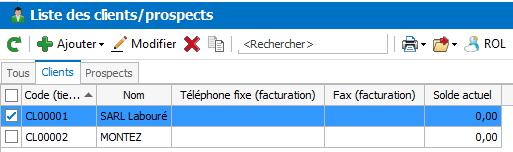 Liste des clients/prospects
Ajouter Modifier <Rechercher> ROL
Tous Clients Prospects
Code (tie... Nom Téléphone fixe (facturation) Fax (facturation) Solde actuel
CL00001 SARL Labouré 0,00
CL00002 MONTEZ 0,00